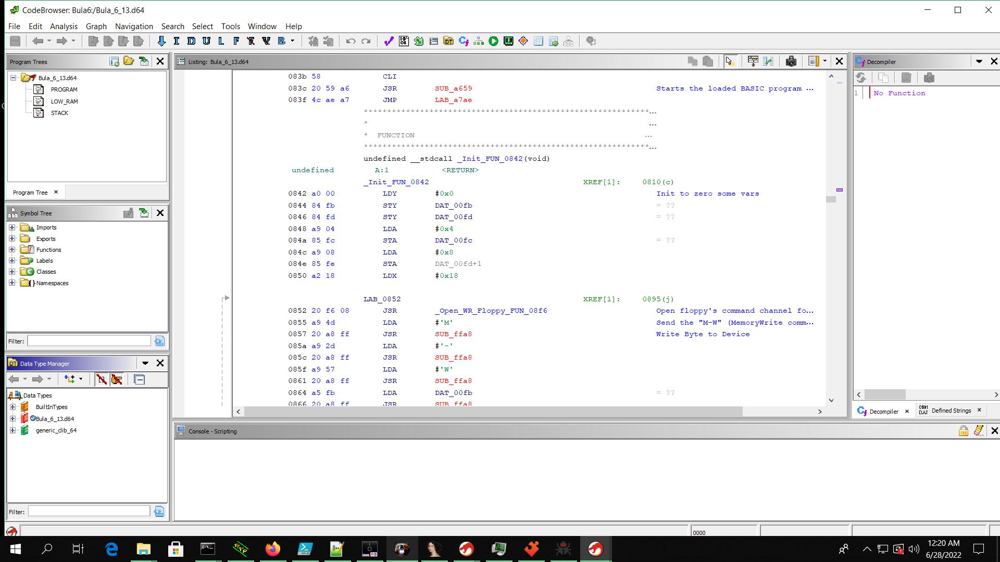 CodeBrowser: Bula6:/Bula_6_13.d64
File Edit Analysis Graph Navigation Search Select Tools Window Help
I D U L F F V B
Program Trees
Bula_6_13.d64
PROGRAM
LOW_RAM
STACK
Program Tree
Symbol Tree
Imports
Exports
Functions
Labels
Classes
Namespaces
Filter:
Data Type Manager
Data Types
BuiltInTypes
Bula_6_13.d64
generic_clib_64
Filter:
Listing: Bula_6_13.d64
083b 58 CLI
083c 20 59 a6 JSR SUB_a659 Starts the loaded BASIC program ...
083f 4c ae a7 JMP LAB_a7ae
*************************************************************...
* ...
* FUNCTION ...
*************************************************************...
undefined __stdcall _Init_FUN_0842(void)
undefined A:1 <RETURN>
_Init_FUN_0842 XREF[1]: 0810(c)
0842 a0 00 LDY #0x0 Init to zero some vars
0844 84 fb STY DAT_00fb = ??
0846 84 fd STY DAT_00fd = ??
0848 a9 04 LDA #0x4
084a 85 fc STA DAT_00fc = ??
084c a9 08 LDA #0x8
084e 85 fe STA DAT_00fd+1
0850 a2 18 LDX #0x18
LAB_0852 XREF[1]: 0895(j)
0852 20 f6 08 JSR _Open_WR_Floppy_FUN_08f6 Open floppy's command channel fo...
0855 a9 4d LDA #'M' Send the "M-W" (MemoryWrite comm...
0857 20 a8 ff JSR SUB_ffa8 Write Byte to Device
085a a9 2d LDA #'-'
085c 20 a8 ff JSR SUB_ffa8
085f a9 57 LDA #'W'
0861 20 a8 ff JSR SUB_ffa8
0864 a5 fb LDA DAT_00fb = ??
0866 20 a8 ff JSR SUB_ffa8
Decompiler
1 No Function
Decompiler
Defined Strings
Console - Scripting
0000
12:20 AM
6/28/2022